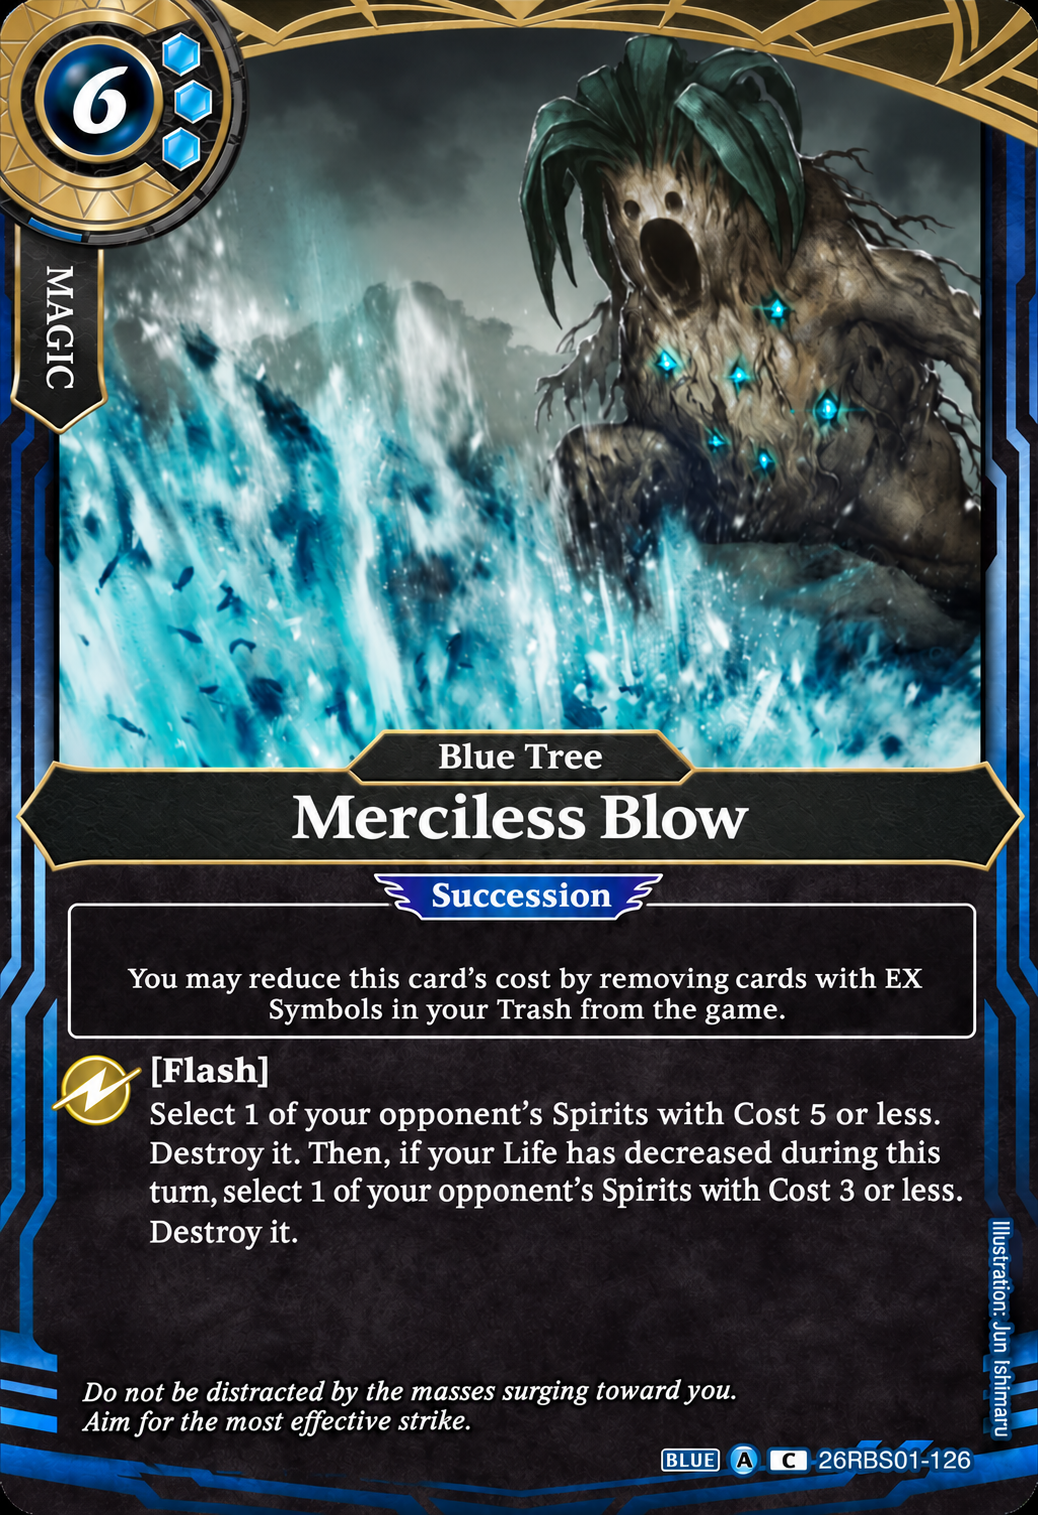 6
MAGIC
Blue Tree
Merciless Blow
Succession
You may reduce this card's cost by removing cards with EX
Symbols in your Trash from the game.
[Flash]
Select 1 of your opponent's Spirits with Cost 5 or less.
Destroy it. Then, if your Life has decreased during this
turn, select 1 of your opponent's Spirits with Cost 3 or less.
Destroy it.
Illustration: Jun Ishimaru
Do not be distracted by the masses surging toward you.
Aim for the most effective strike.
BLUE A C 26RBS01-126